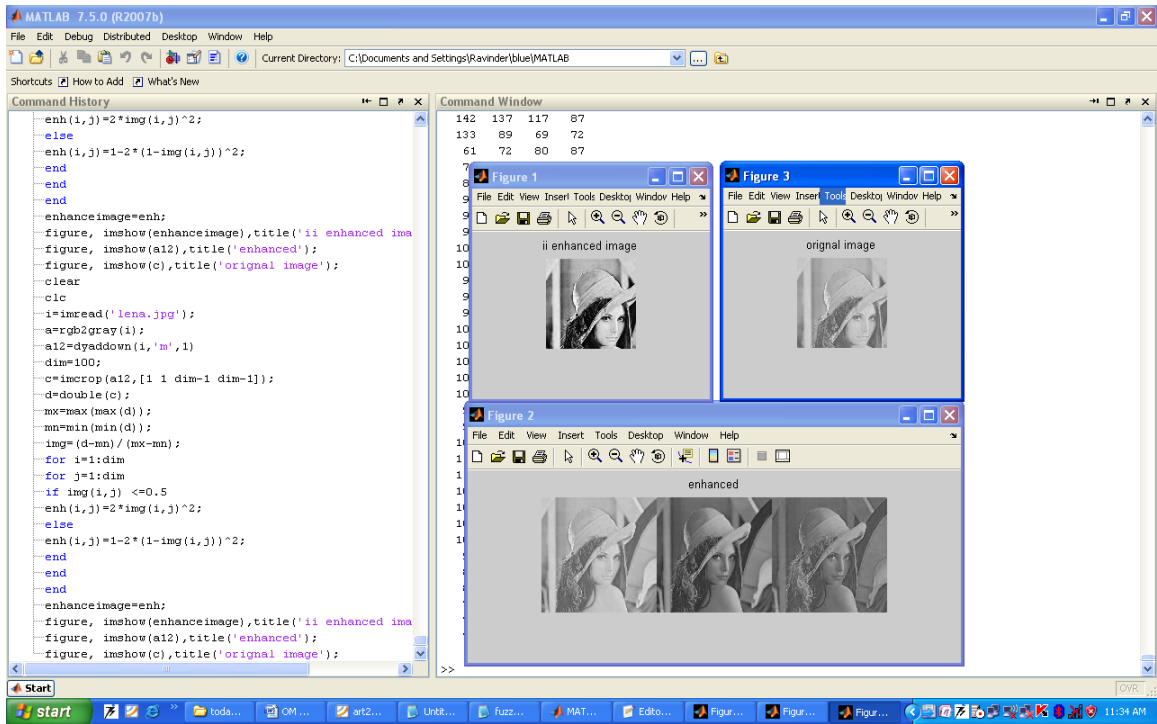 MATLAB 7.5.0 (R2007b)
File Edit Debug Distributed Desktop Window Help
Current Directory: C:\Documents and Settings\Ravinder\blue\MATLAB
Shortcuts How to Add What's New
Command History
enh(i,j)=2*img(i,j)^2;
else
enh(i,j)=1-2*(1-img(i,j))^2;
end
end
end
enhanceimage=enh;
figure, imshow(enhanceimage),title('ii enhanced ima
figure, imshow(a12),title('enhanced');
figure, imshow(c),title('orignal image');
clear
clc
i=imread('lena.jpg');
a=rgb2gray(i);
a12=dyaddown(i,'m',1)
dim=100;
c=imcrop(a12,[1 1 dim-1 dim-1]);
d=double(c);
mx=max(max(d));
mn=min(min(d));
img=(d-mn)/(mx-mn);
for i=1:dim
for j=1:dim
if img(i,j) <=0.5
enh(i,j)=2*img(i,j)^2;
else
enh(i,j)=1-2*(1-img(i,j))^2;
end
end
end
enhanceimage=enh;
figure, imshow(enhanceimage),title('ii enhanced ima
figure, imshow(a12),title('enhanced');
figure, imshow(c),title('orignal image');
Command Window
142 137 117 87
133 89 69 72
61 72 80 87
>>
Figure 1
File Edit View Insert Tools Desktop Window Help
ii enhanced image
Figure 3
File Edit View Insert Tools Desktop Window Help
orignal image
Figure 2
File Edit View Insert Tools Desktop Window Help
enhanced
Start
OVR
start toda... OM ... art2... Untit... fuzz... MAT... Edito... Figur... Figur... Figur... 11:34 AM